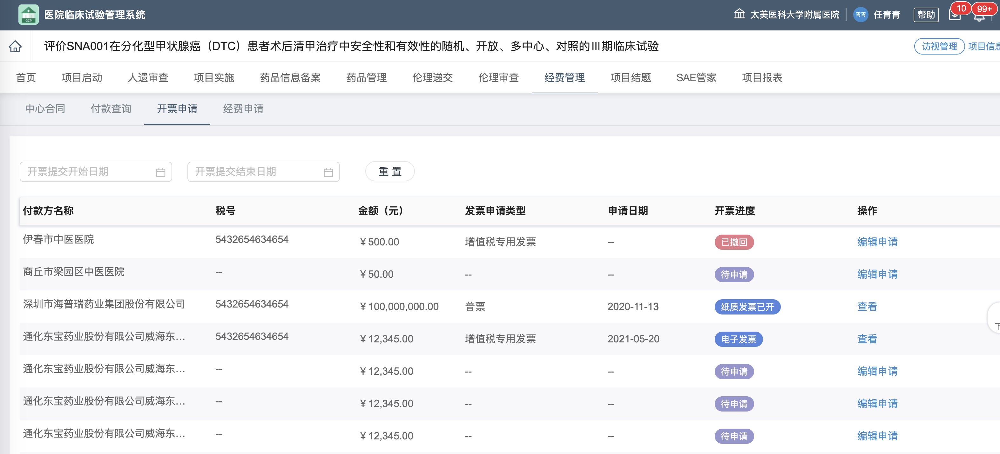 GCP 医院临床试验管理系统 太美医科大学附属医院 青青 任青青 帮助 10 99+
评价SNA001在分化型甲状腺癌（DTC）患者术后清甲治疗中安全性和有效性的随机、开放、多中心、对照的III期临床试验 访视管理 项目信息
首页 项目启动 人遗审查 项目实施 药品信息备案 药品管理 伦理递交 伦理审查 经费管理 项目结题 SAE管家 项目报表
中心合同 付款查询 开票申请 经费申请
开票提交开始日期 开票提交结束日期 重 置
付款方名称 税号 金额（元） 发票申请类型 申请日期 开票进度 操作
伊春市中医医院 5432654634654 ¥ 500.00 增值税专用发票 -- 已撤回 编辑申请
商丘市梁园区中医医院 -- ¥ 50.00 -- -- 待申请 编辑申请
深圳市海普瑞药业集团股份有限公司 5432654634654 ¥ 100,000,000.00 普票 2020-11-13 纸质发票已开 查看
通化东宝药业股份有限公司威海东... 5432654634654 ¥ 12,345.00 增值税专用发票 2021-05-20 电子发票 查看
通化东宝药业股份有限公司威海东... -- ¥ 12,345.00 -- -- 待申请 编辑申请
通化东宝药业股份有限公司威海东... -- ¥ 12,345.00 -- -- 待申请 编辑申请
通化东宝药业股份有限公司威海东... -- ¥ 12,345.00 -- -- 待申请 编辑申请